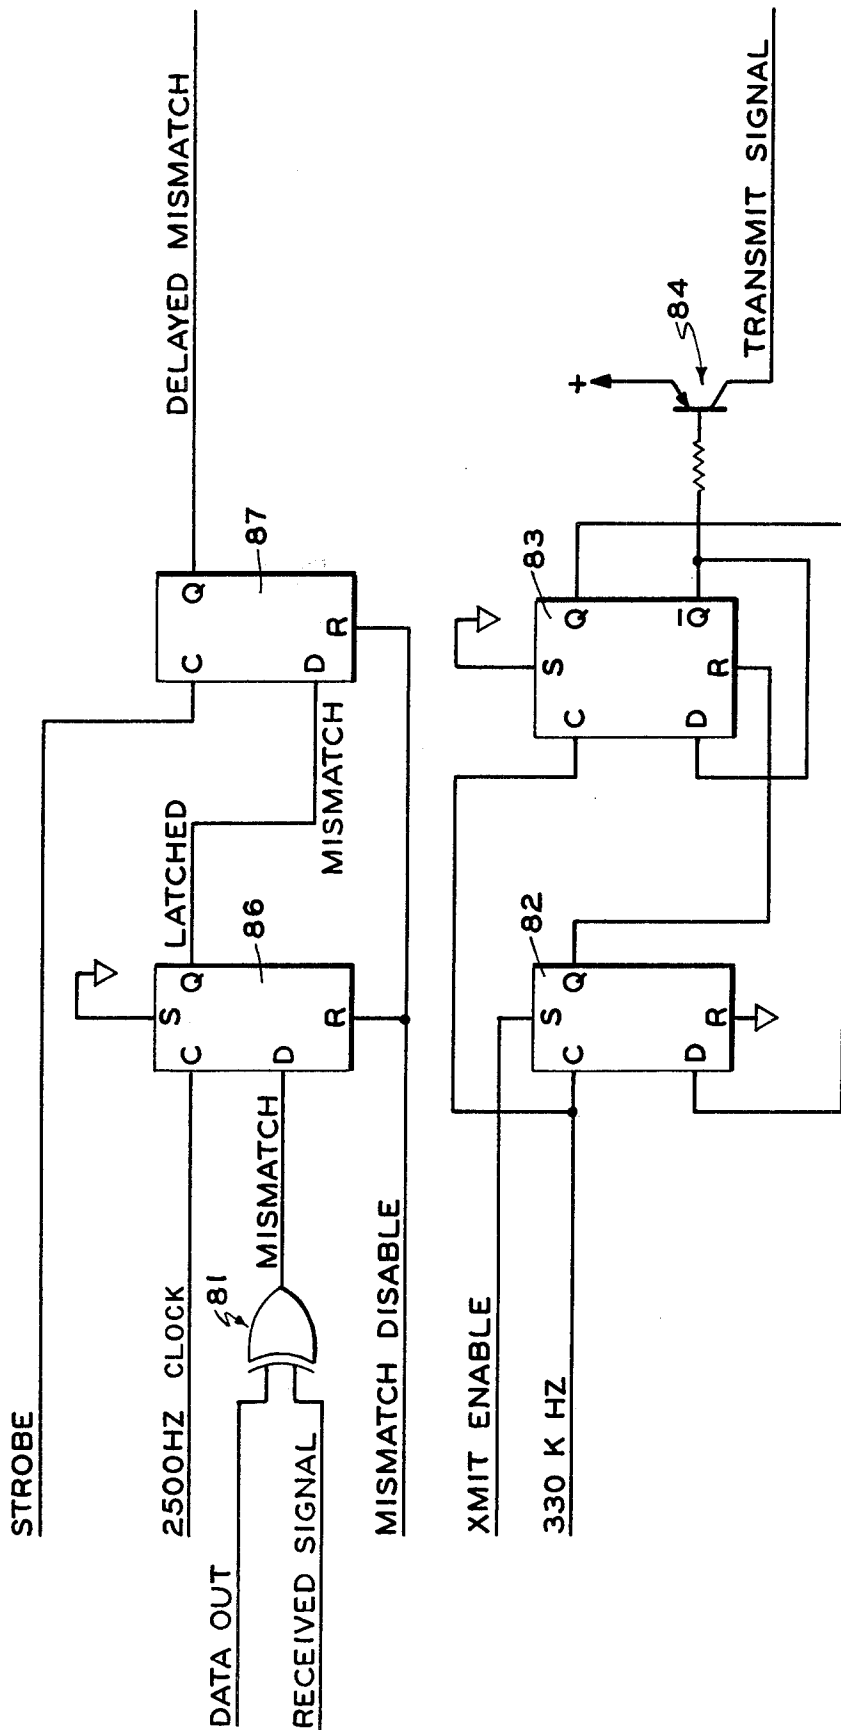 STROBE
2500HZ CLOCK
DATA OUT
RECEIVED SIGNAL
81
MISMATCH
MISMATCH DISABLE
S
C
Q
D
R
86
LATCHED
MISMATCH
C
Q
D
R
87
DELAYED MISMATCH
XMIT ENABLE
330 K HZ
S
C
Q
D
R
82
S
C
Q
D
Q̅
R
83
+
84
TRANSMIT SIGNAL